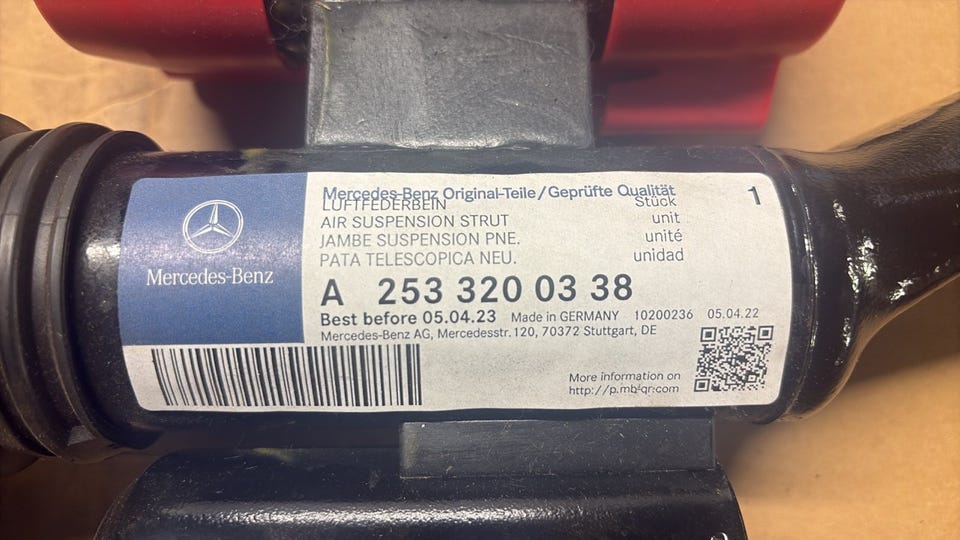 Mercedes-Benz
Mercedes-Benz Original-Teile/Geprüfte Qualität 1
LUFTFEDERBEIN Stück
AIR SUSPENSION STRUT unit
JAMBE SUSPENSION PNE. unité
PATA TELESCOPICA NEU. unidad
A 253 320 03 38
Best before 05.04.23 Made in GERMANY 10200236 05.04.22
Mercedes-Benz AG, Mercedesstr. 120, 70372 Stuttgart, DE
More information on
http://p.mb-qr.com